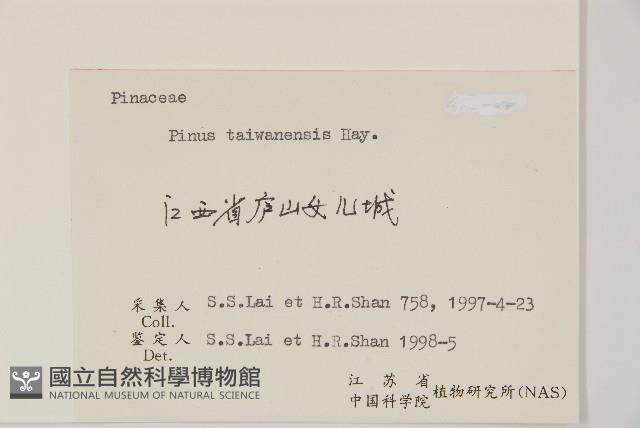 Pinaceae
Pinus taiwanensis Hay.
江西省庐山女儿城
采集人 S.S.Lai et H.R.Shan 758, 1997-4-23
Coll.
鉴定人 S.S.Lai et H.R.Shan 1998-5
Det.
江苏省
中国科学院 植物研究所(NAS)
國立自然科學博物館
NATIONAL MUSEUM OF NATURAL SCIENCE